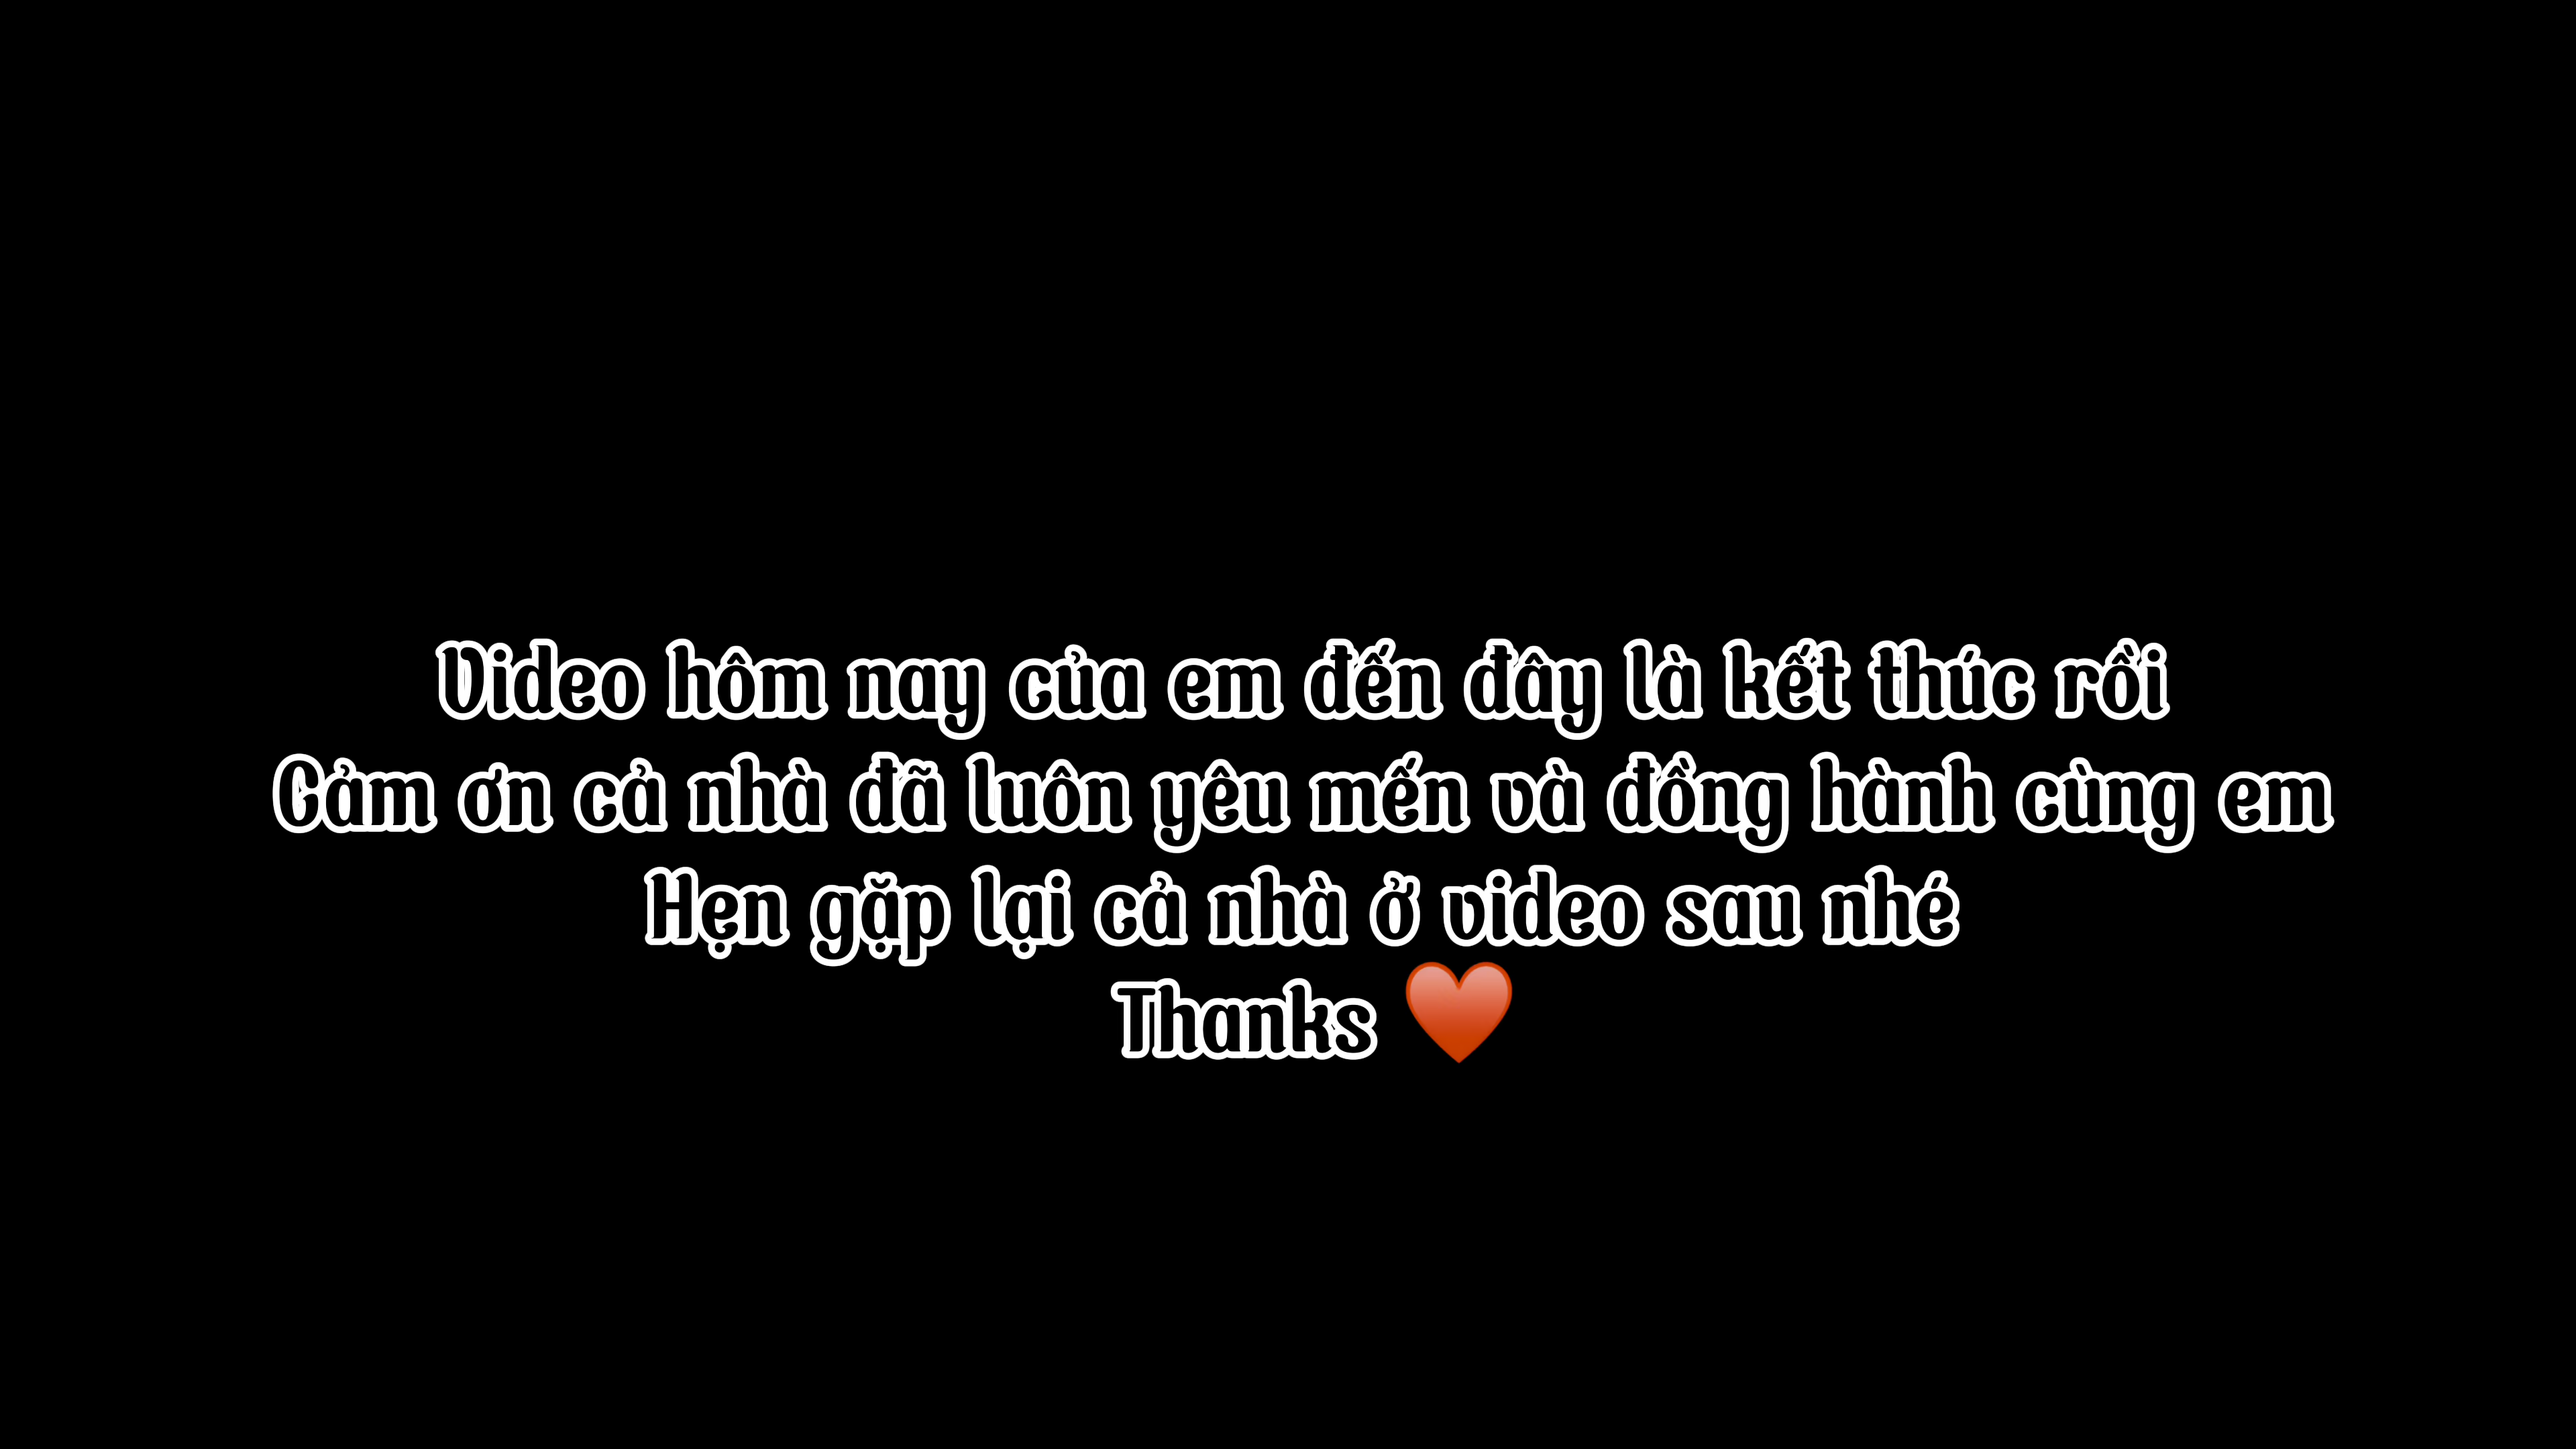 Video hôm nay của em đến đây là kết thúc rồi
Cảm ơn cả nhà đã luôn yêu mến và đồng hành cùng em
Hẹn gặp lại cả nhà ở video sau nhé
Thanks ♥️